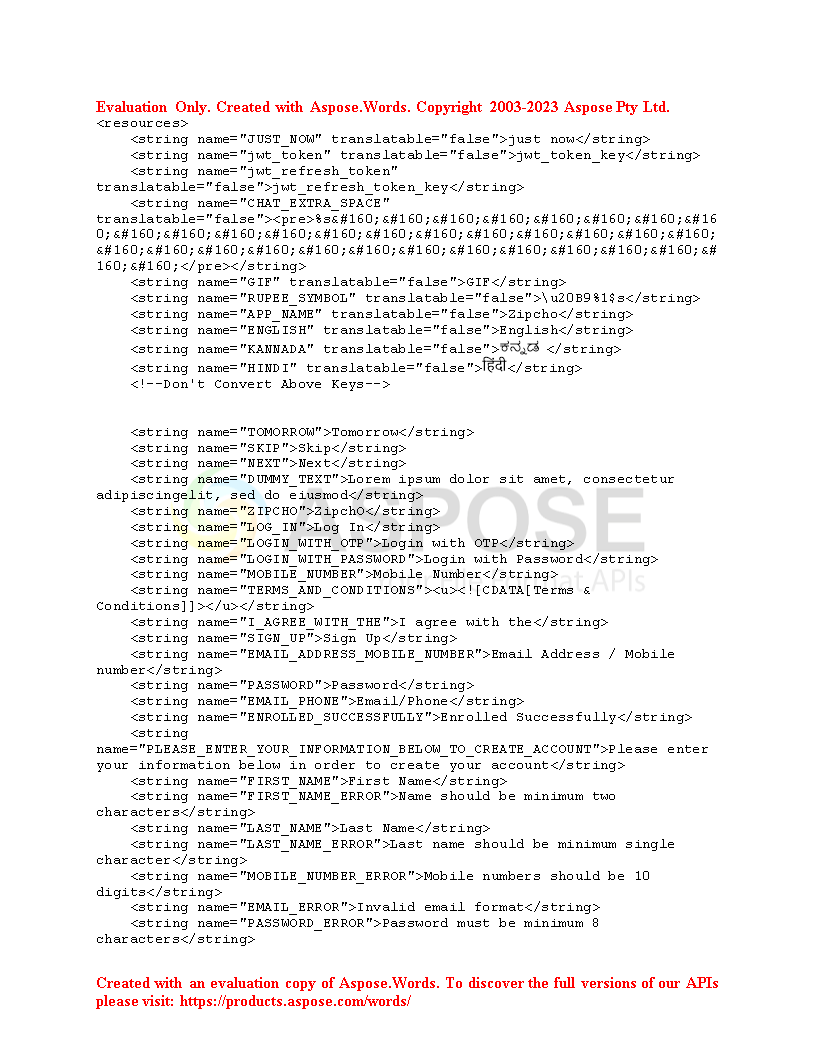 Evaluation Only. Created with Aspose.Words. Copyright 2003-2023 Aspose Pty Ltd.
<resources>
<string name="JUST_NOW" translatable="false">just now</string>
<string name="jwt_token" translatable="false">jwt_token_key</string>
<string name="jwt_refresh_token"
translatable="false">jwt_refresh_token_key</string>
<string name="CHAT_EXTRA_SPACE"
translatable="false"><pre>%s&#160;&#160;&#160;&#160;&#160;&#160;&#160;&#16
0;&#160;&#160;&#160;&#160;&#160;&#160;&#160;&#160;&#160;&#160;&#160;&#160;
&#160;&#160;&#160;&#160;&#160;&#160;&#160;&#160;&#160;&#160;&#160;&#160;&#
160;&#160;</pre></string>
<string name="GIF" translatable="false">GIF</string>
<string name="RUPEE_SYMBOL" translatable="false">\u20B9%1$s</string>
<string name="APP_NAME" translatable="false">Zipcho</string>
<string name="ENGLISH" translatable="false">English</string>
<string name="KANNADA" translatable="false">ಕನ್ನಡ </string>
<string name="HINDI" translatable="false">हिंदी</string>
<!--Don't Convert Above Keys-->
<string name="TOMORROW">Tomorrow</string>
<string name="SKIP">Skip</string>
<string name="NEXT">Next</string>
<string name="DUMMY_TEXT">Lorem ipsum dolor sit amet, consectetur
adipiscingelit, sed do eiusmod</string>
<string name="ZIPCHO">ZipchO</string>
<string name="LOG_IN">Log In</string>
<string name="LOGIN_WITH_OTP">Login with OTP</string>
<string name="LOGIN_WITH_PASSWORD">Login with Password</string>
<string name="MOBILE_NUMBER">Mobile Number</string>
<string name="TERMS_AND_CONDITIONS"><u><![CDATA[Terms &
Conditions]]></u></string>
<string name="I_AGREE_WITH_THE">I agree with the</string>
<string name="SIGN_UP">Sign Up</string>
<string name="EMAIL_ADDRESS_MOBILE_NUMBER">Email Address / Mobile
number</string>
<string name="PASSWORD">Password</string>
<string name="EMAIL_PHONE">Email/Phone</string>
<string name="ENROLLED_SUCCESSFULLY">Enrolled Successfully</string>
<string
name="PLEASE_ENTER_YOUR_INFORMATION_BELOW_TO_CREATE_ACCOUNT">Please enter
your information below in order to create your account</string>
<string name="FIRST_NAME">First Name</string>
<string name="FIRST_NAME_ERROR">Name should be minimum two
characters</string>
<string name="LAST_NAME">Last Name</string>
<string name="LAST_NAME_ERROR">Last name should be minimum single
character</string>
<string name="MOBILE_NUMBER_ERROR">Mobile numbers should be 10
digits</string>
<string name="EMAIL_ERROR">Invalid email format</string>
<string name="PASSWORD_ERROR">Password must be minimum 8
characters</string>
ASPOSE
APIs
Created with an evaluation copy of Aspose.Words. To discover the full versions of our APIs
please visit: https://products.aspose.com/words/